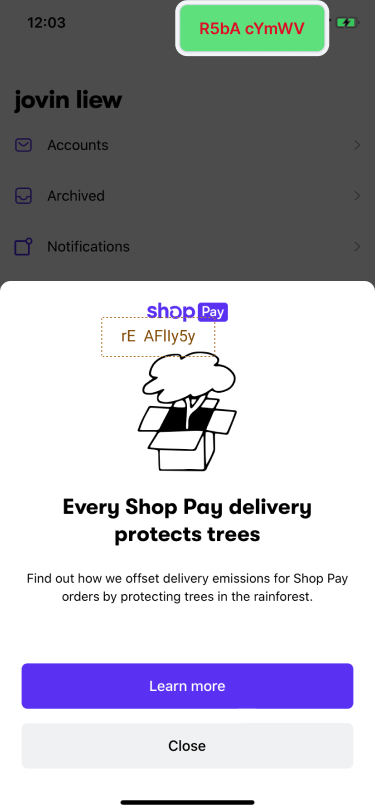 12:03
R5bA cYmWV
jovin liew
Accounts
Archived
Notifications
shop Pay
rE AFlly5y
Every Shop Pay delivery
protects trees
Find out how we offset delivery emissions for Shop Pay
orders by protecting trees in the rainforest.
Learn more
Close